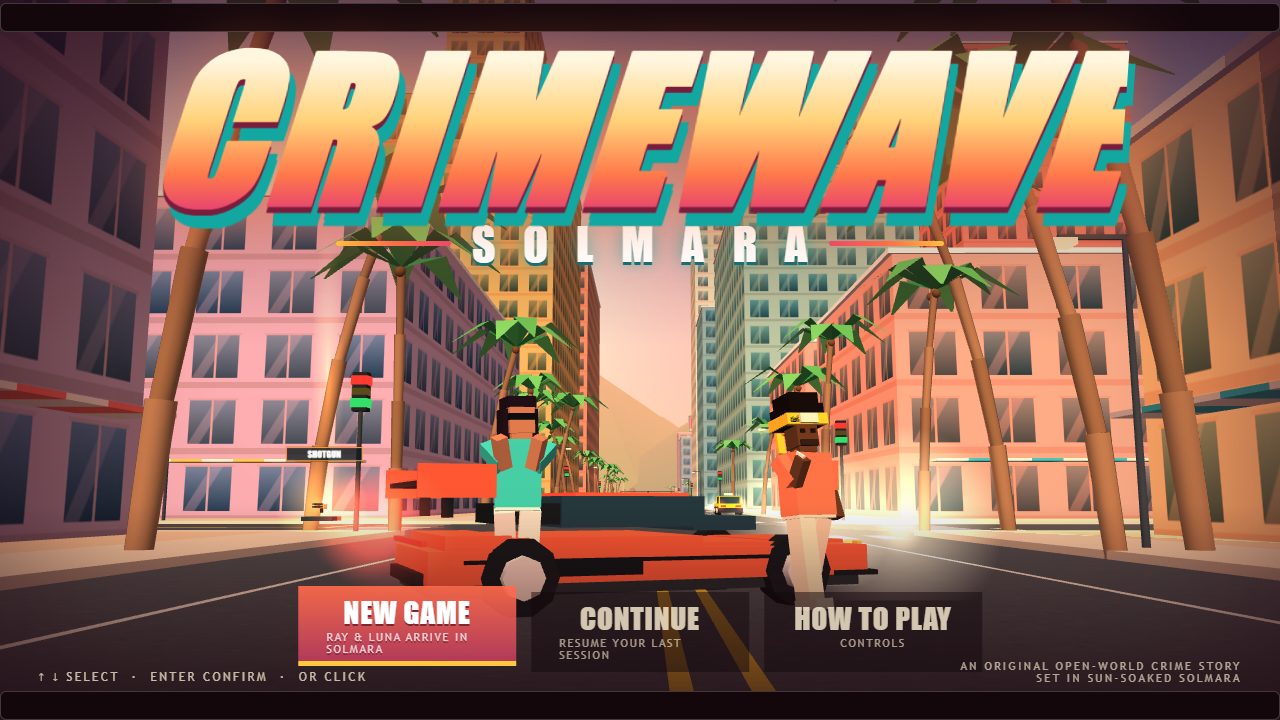 CRIMEWAVE
SOLMARA
SHOTGUN
NEW GAME
RAY & LUNA ARRIVE IN
SOLMARA
CONTINUE
RESUME YOUR LAST
SESSION
HOW TO PLAY
CONTROLS
↑ ↓ SELECT · ENTER CONFIRM · OR CLICK
AN ORIGINAL OPEN-WORLD CRIME STORY
SET IN SUN-SOAKED SOLMARA